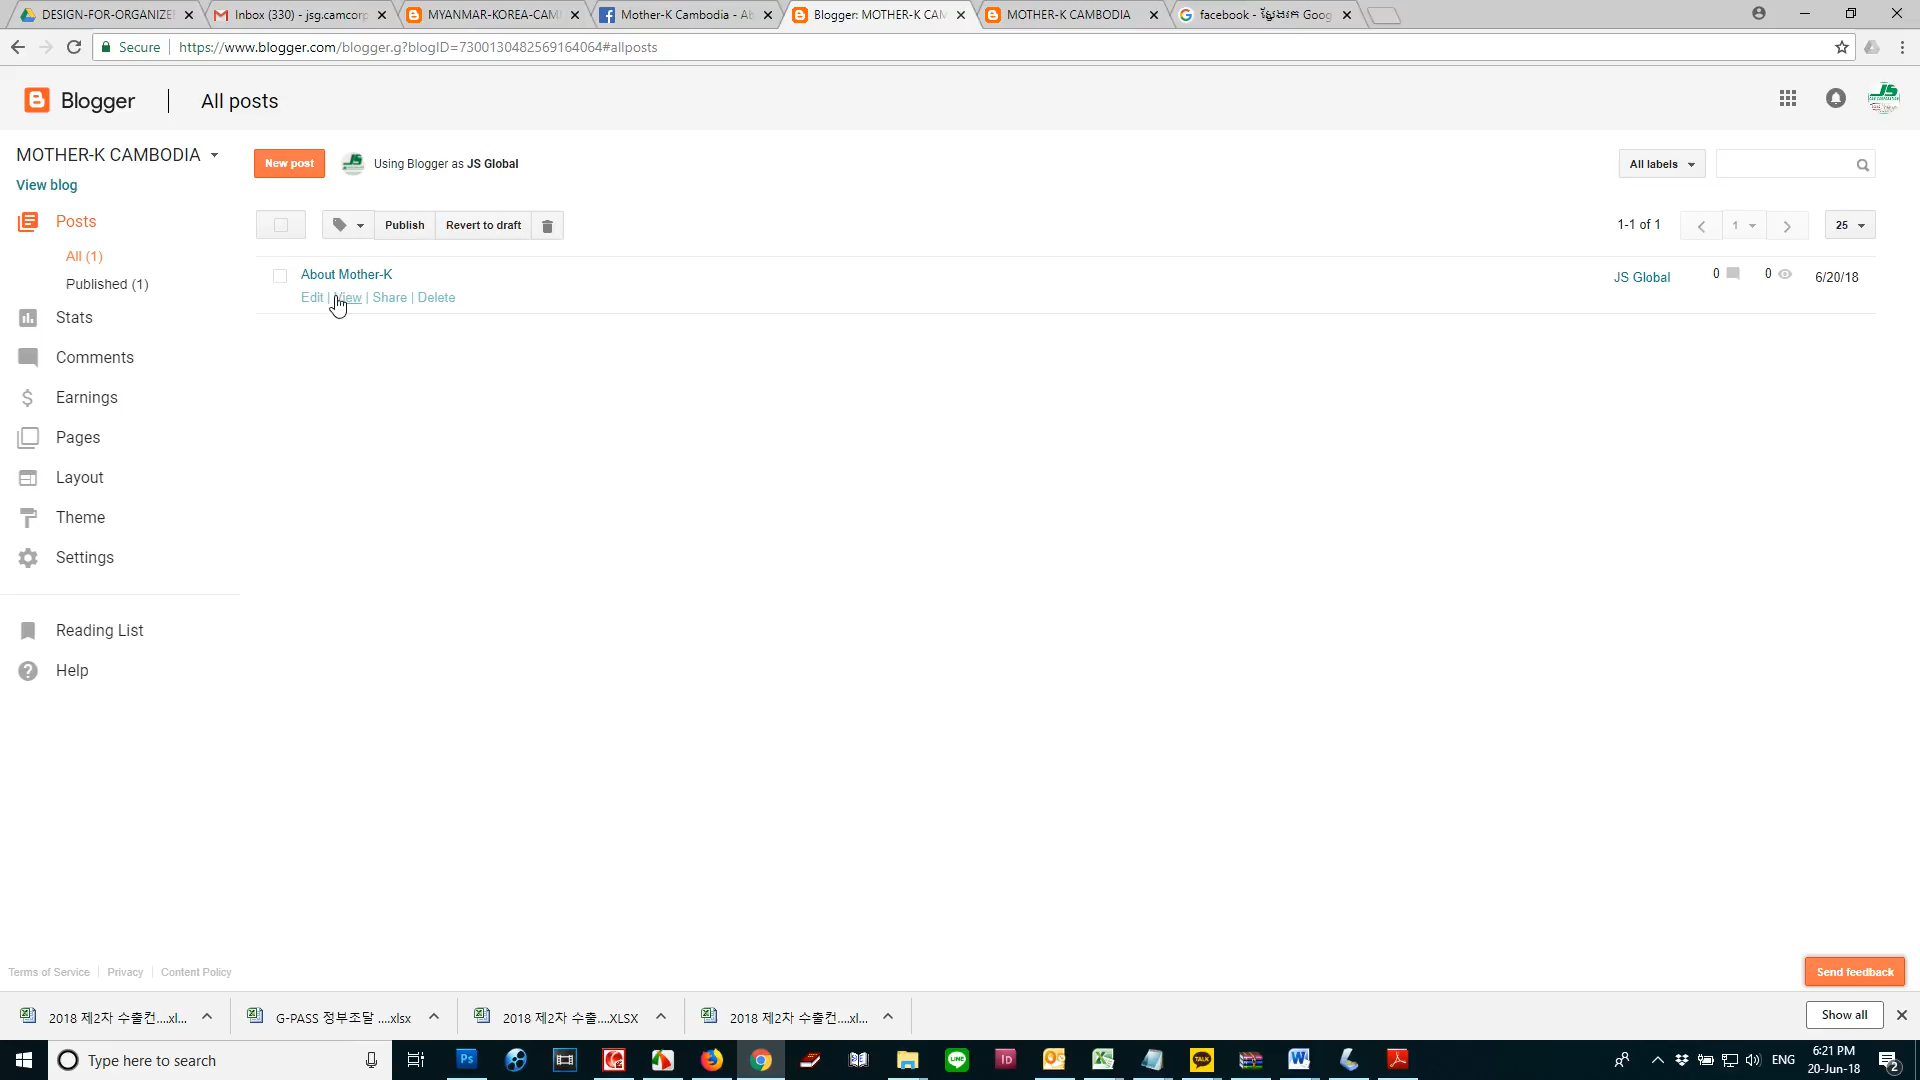 DESIGN-FOR-ORGANIZE
Inbox (330) - jsg.camcorp
MYANMAR-KOREA-CAM
Mother-K Cambodia - Ab
Blogger: MOTHER-K CAM
MOTHER-K CAMBODIA
facebook - ស្វែងរក Goog
Secure
https://www.blogger.com/blogger.g?blogID=7300130482569164064#allposts
Blogger
All posts
JS
MOTHER-K CAMBODIA
New post
Using Blogger as JS Global
All labels
View blog
Posts
Publish
Revert to draft
1-1 of 1
1
25
All (1)
Published (1)
About Mother-K
Edit | View | Share | Delete
JS Global
0
0
6/20/18
Stats
Comments
Earnings
Pages
Layout
Theme
Settings
Reading List
Help
Terms of Service
Privacy
Content Policy
Send feedback
2018 제2차 수출컨....xl...
G-PASS 정부조달 ....xlsx
2018 제2차 수출....XLSX
2018 제2차 수출컨....xl...
Show all
Type here to search
Ps
LINE
Id
TALK
ENG
6:21 PM
20-Jun-18
2